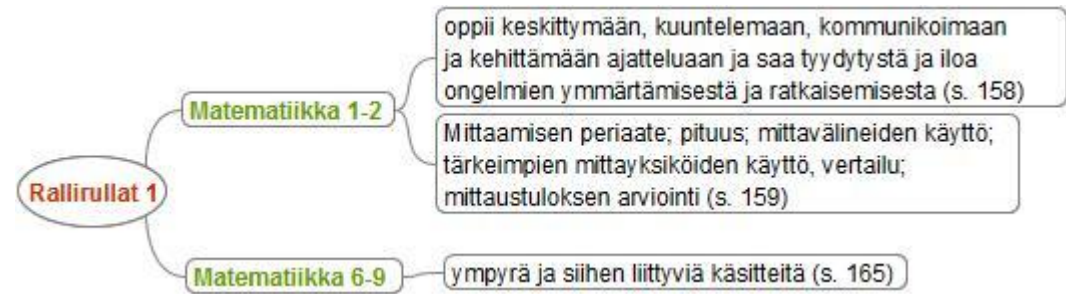 Rallirullat 1
Matematiikka 1-2
oppii keskittymään, kuuntelemaan, kommunikoimaan
ja kehittämään ajatteluaan ja saa tyydytystä ja iloa
ongelmien ymmärtämisestä ja ratkaisemisesta (s. 158)
Mittaamisen periaate; pituus; mittavälineiden käyttö;
tärkeimpien mittayksiköiden käyttö, vertailu;
mittaustuloksen arviointi (s. 159)
Matematiikka 6-9
ympyrä ja siihen liittyviä käsitteitä (s. 165)